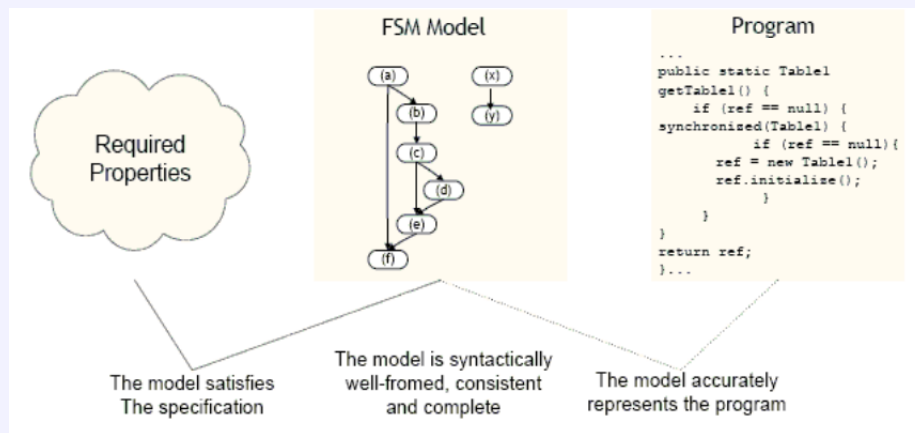 FSM Model
Program
Required
Properties
(a)
(x)
(b)
(y)
(c)
(d)
(e)
(f)
...
public static Table1
getTable1() {
if (ref == null) {
synchronized(Table1) {
if (ref == null){
ref = new Table1();
ref.initialize();
}
}
}
return ref;
}...
The model satisfies
The specification
The model is syntactically
well-fromed, consistent
and complete
The model accurately
represents the program